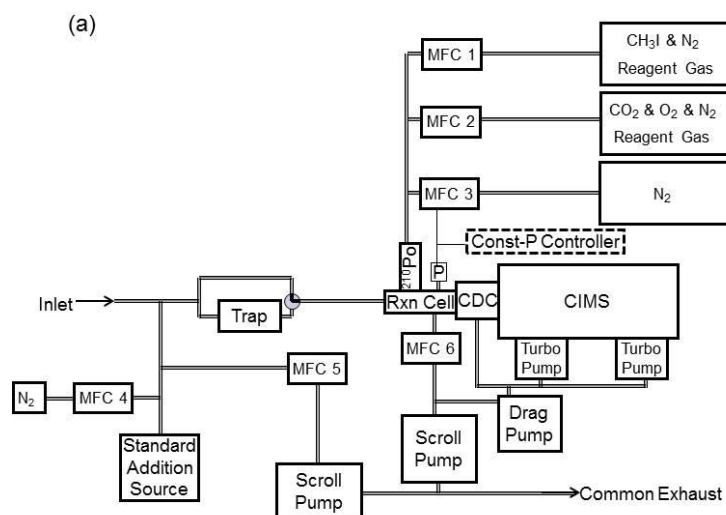 (a)
MFC 1
CH₃I & N₂
Reagent Gas
MFC 2
CO₂ & O₂ & N₂
Reagent Gas
MFC 3
N₂
Const-P Controller
²¹⁰Po
P
Inlet
Trap
Rxn Cell
CDC
CIMS
MFC 6
Turbo
Pump
Turbo
Pump
N₂
MFC 4
MFC 5
Drag
Pump
Standard
Addition
Source
Scroll
Pump
Scroll
Pump
Common Exhaust